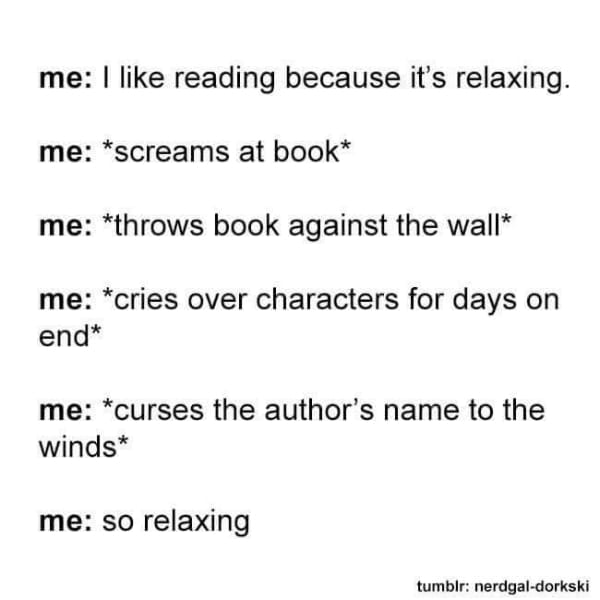 me: I like reading because it’s relaxing.
me: *screams at book*
me: *throws book against the wall*
me: *cries over characters for days on
end*
me: *curses the author’s name to the
winds*
me: so relaxing
tumblr: nerdgal-dorkski